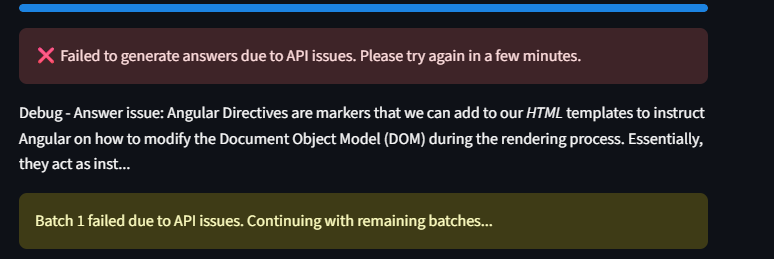 ❌ Failed to generate answers due to API issues. Please try again in a few minutes.
Debug - Answer issue: Angular Directives are markers that we can add to our HTML templates to instruct
Angular on how to modify the Document Object Model (DOM) during the rendering process. Essentially,
they act as inst...
Batch 1 failed due to API issues. Continuing with remaining batches...